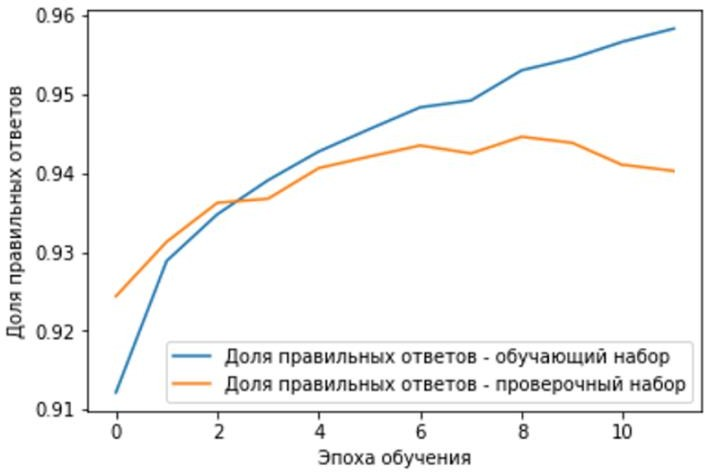 0.96
0.95
0.94
0.93
0.92
0.91
Доля правильных ответов
Доля правильных ответов - обучающий набор
Доля правильных ответов - проверочный набор
0 2 4 6 8 10
Эпоха обучения